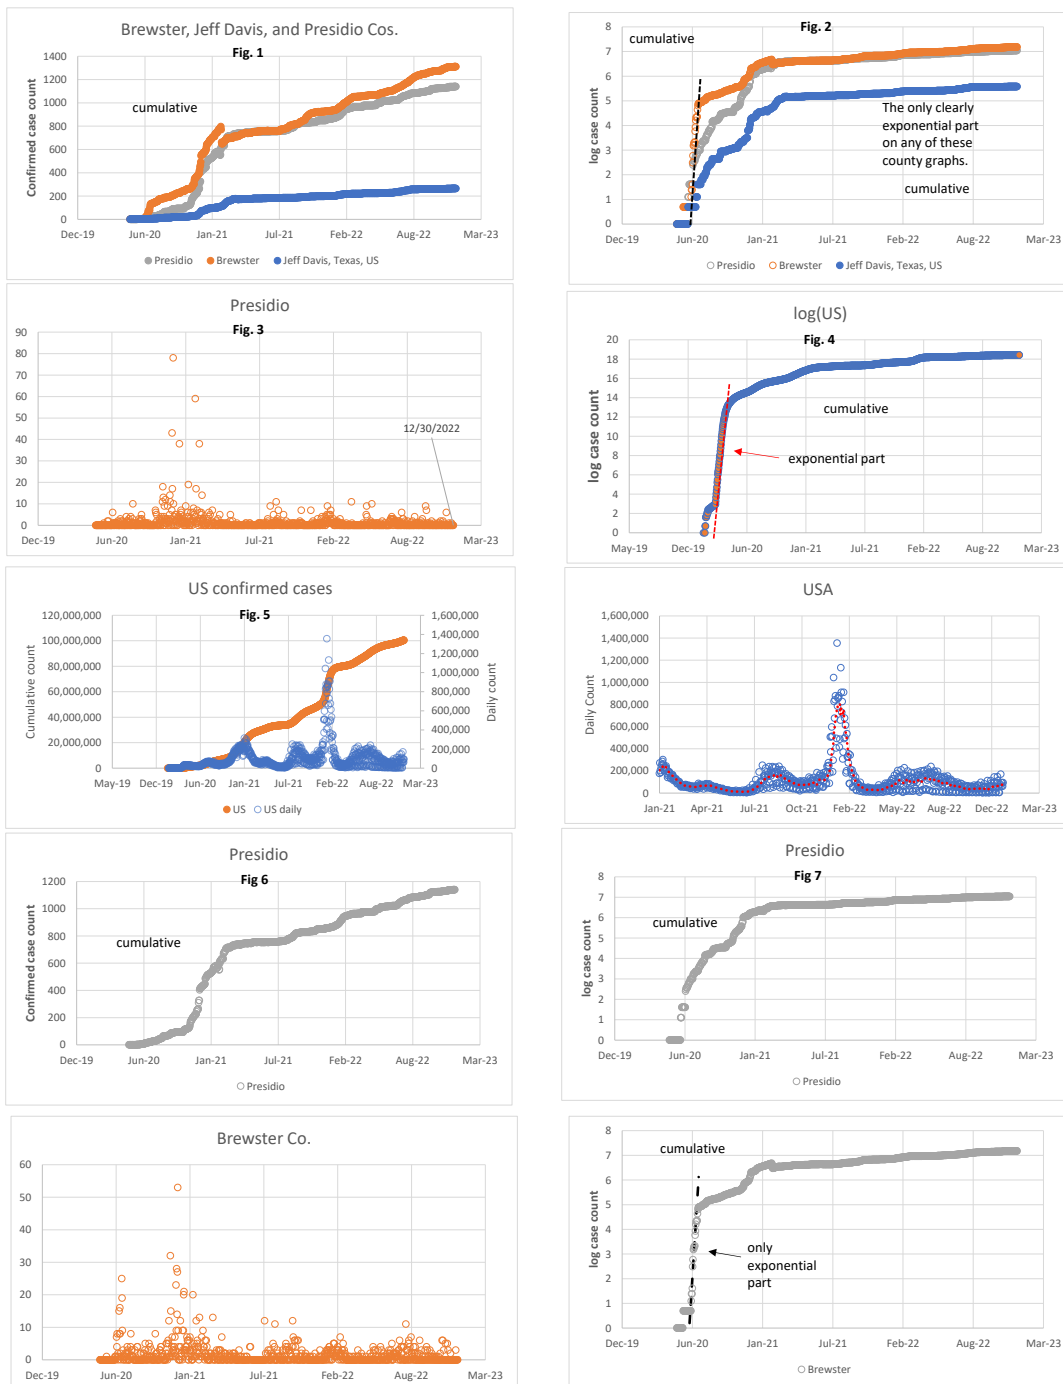 Brewster, Jeff Davis, and Presidio Cos.
Fig. 1
cumulative
Confirmed case count
1400
1200
1000
800
600
400
200
0
Dec-19 Jun-20 Jan-21 Jul-21 Feb-22 Aug-22 Mar-23
Presidio Brewster Jeff Davis, Texas, US
Fig. 2
cumulative
log case count
8
7
6
5
4
3
2
1
0
The only clearly
exponential part
on any of these
county graphs.
cumulative
Dec-19 Jun-20 Jan-21 Jul-21 Feb-22 Aug-22 Mar-23
Presidio Brewster Jeff Davis, Texas, US
Presidio
Fig. 3
90
80
70
60
50
40
30
20
10
0
12/30/2022
Dec-19 Jun-20 Jan-21 Jul-21 Feb-22 Aug-22 Mar-23
log(US)
Fig. 4
log case count
20
18
16
14
12
10
8
6
4
2
0
cumulative
exponential part
May-19 Dec-19 Jun-20 Jan-21 Jul-21 Feb-22 Aug-22 Mar-23
US confirmed cases
Fig. 5
Cumulative count
120,000,000
100,000,000
80,000,000
60,000,000
40,000,000
20,000,000
0
1,600,000
1,400,000
1,200,000
1,000,000
800,000
600,000
400,000
200,000
0
Daily count
May-19 Dec-19 Jun-20 Jan-21 Jul-21 Feb-22 Aug-22 Mar-23
US US daily
USA
Daily Count
1,600,000
1,400,000
1,200,000
1,000,000
800,000
600,000
400,000
200,000
0
Jan-21 Apr-21 Jul-21 Oct-21 Feb-22 May-22 Aug-22 Dec-22 Mar-23
Presidio
Fig 6
cumulative
Confirmed case count
1200
1000
800
600
400
200
0
Dec-19 Jun-20 Jan-21 Jul-21 Feb-22 Aug-22 Mar-23
Presidio
Presidio
Fig 7
cumulative
log case count
8
7
6
5
4
3
2
1
0
Dec-19 Jun-20 Jan-21 Jul-21 Feb-22 Aug-22 Mar-23
Presidio
Brewster Co.
60
50
40
30
20
10
0
Dec-19 Jun-20 Jan-21 Jul-21 Feb-22 Aug-22 Mar-23
cumulative
log case count
8
7
6
5
4
3
2
1
0
only
exponential
part
Dec-19 Jun-20 Jan-21 Jul-21 Feb-22 Aug-22 Mar-23
Brewster